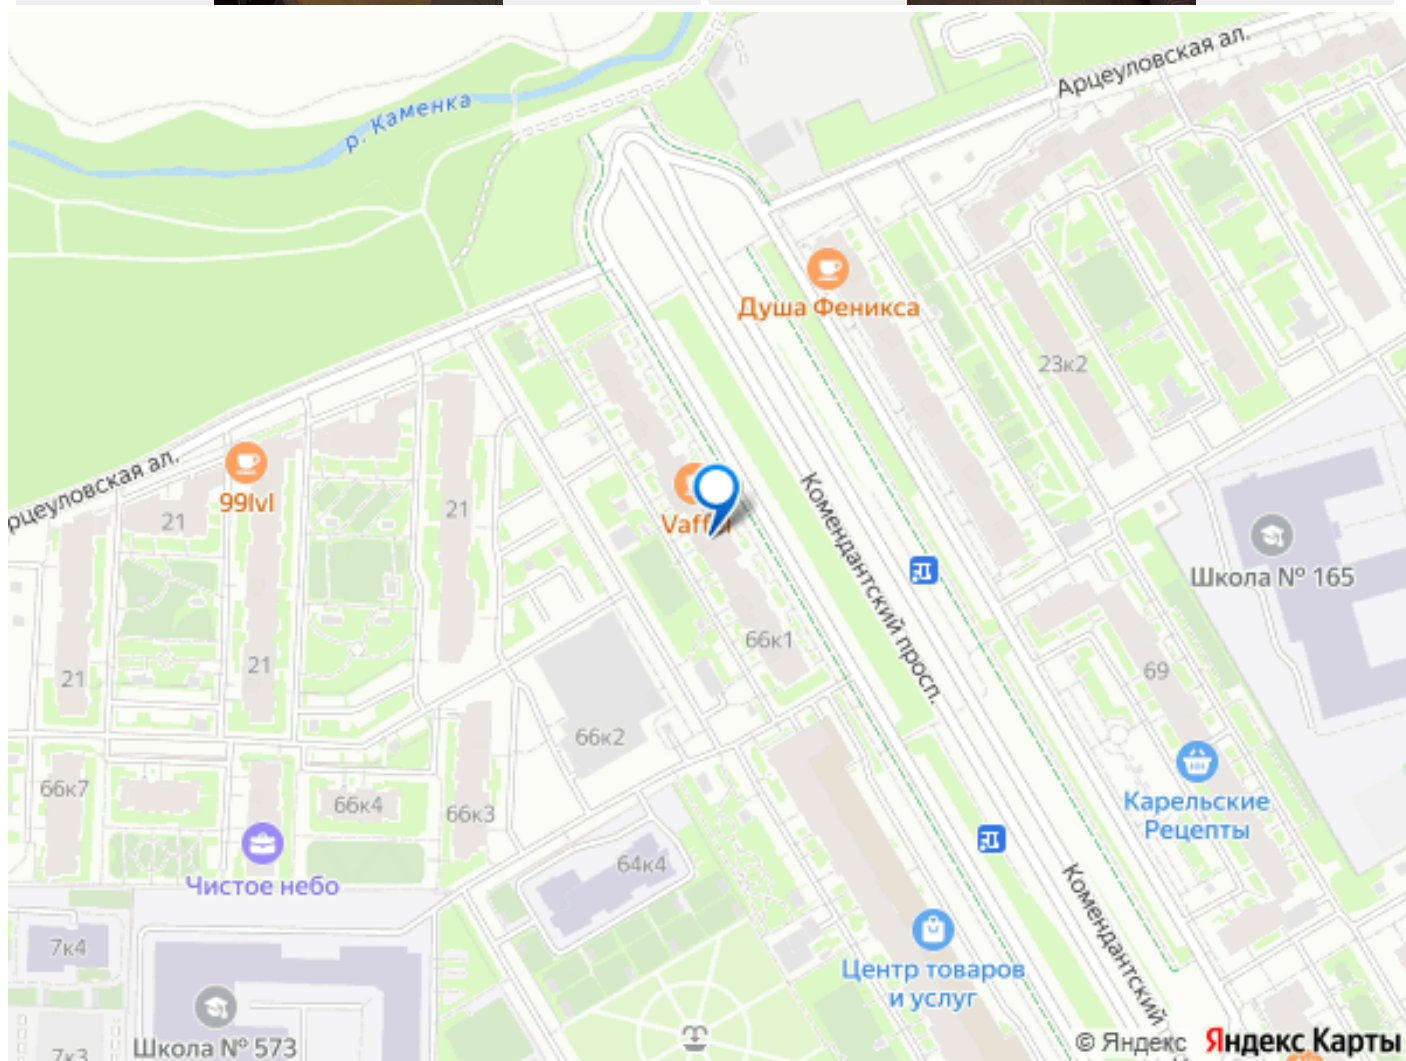 Арцеуловская ал.
р. Каменка
Душа Феникса
23к2
Арцеуловская ал.
99lvl
21
21
Комендантский просп.
Школа № 165
66к1
21
21
69
66к2
66к7
66к4
66к3
Карельские
Рецепты
Чистое небо
64к4
Комендантский
7к4
Центр товаров
и услуг
Школа № 573
7к3
© Яндекс Яндекс Карты